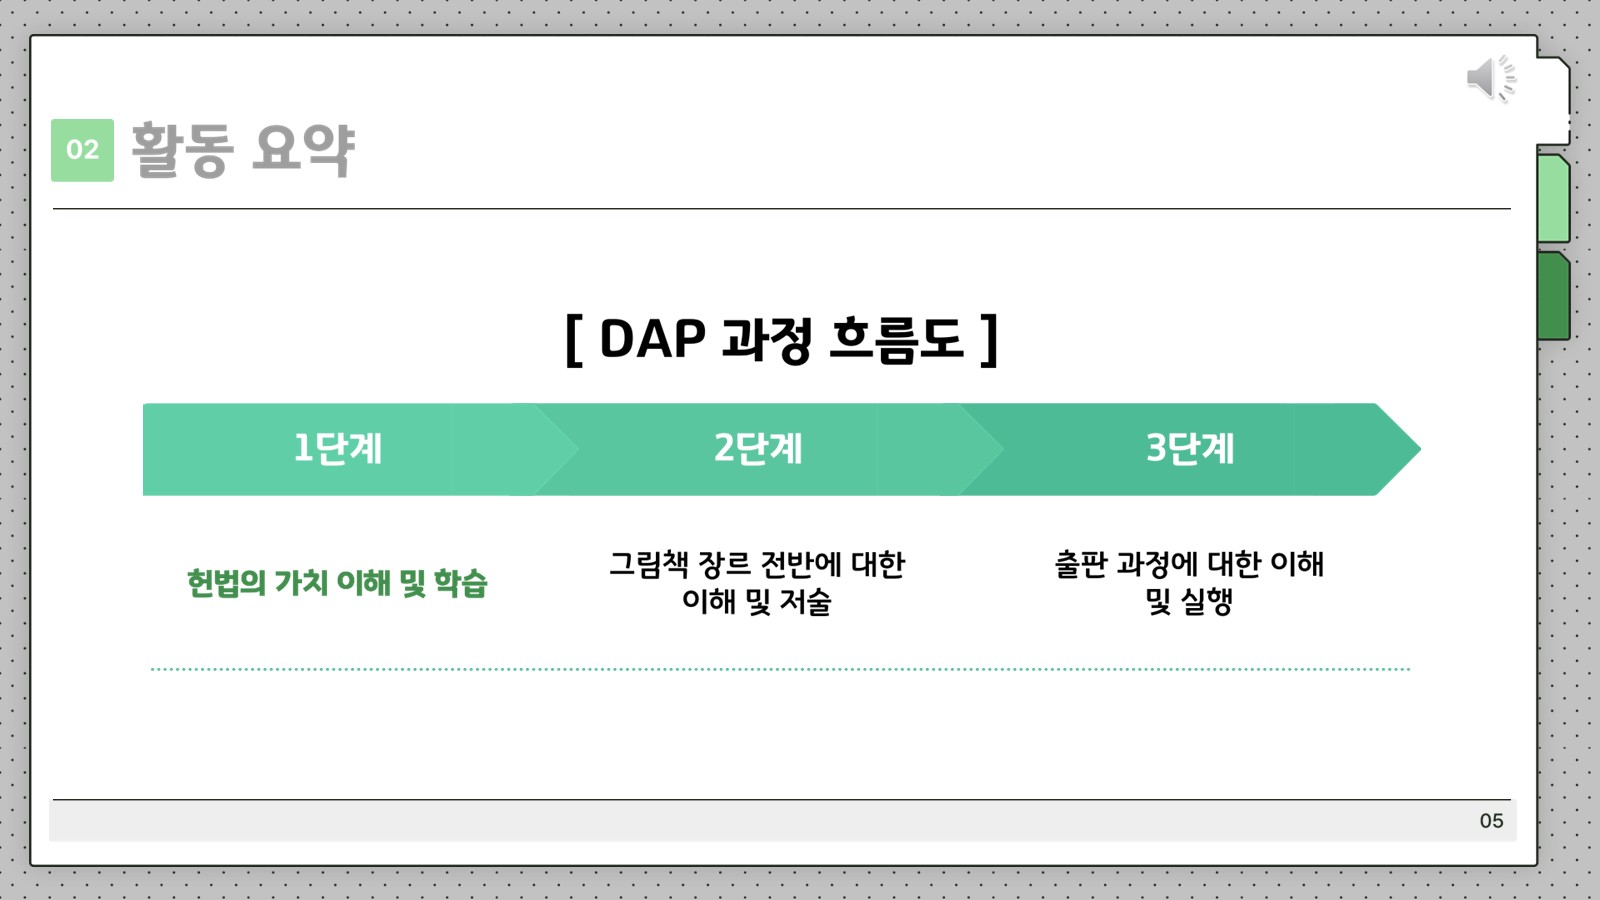 02 활동 요약
[ DAP 과정 흐름도 ]
1단계
2단계
3단계
헌법의 가치 이해 및 학습
그림책 장르 전반에 대한
이해 및 저술
출판 과정에 대한 이해
및 실행
05